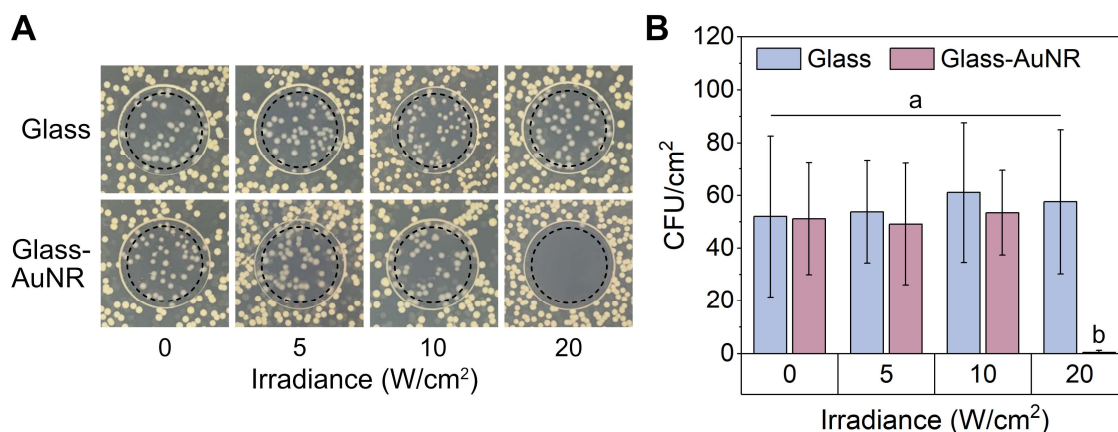 A
Glass
Glass-
AuNR
0 5 10 20
Irradiance (W/cm²)
B
120
100
80
60
40
20
0
CFU/cm²
Glass Glass-AuNR
a
b
0 5 10 20
Irradiance (W/cm²)